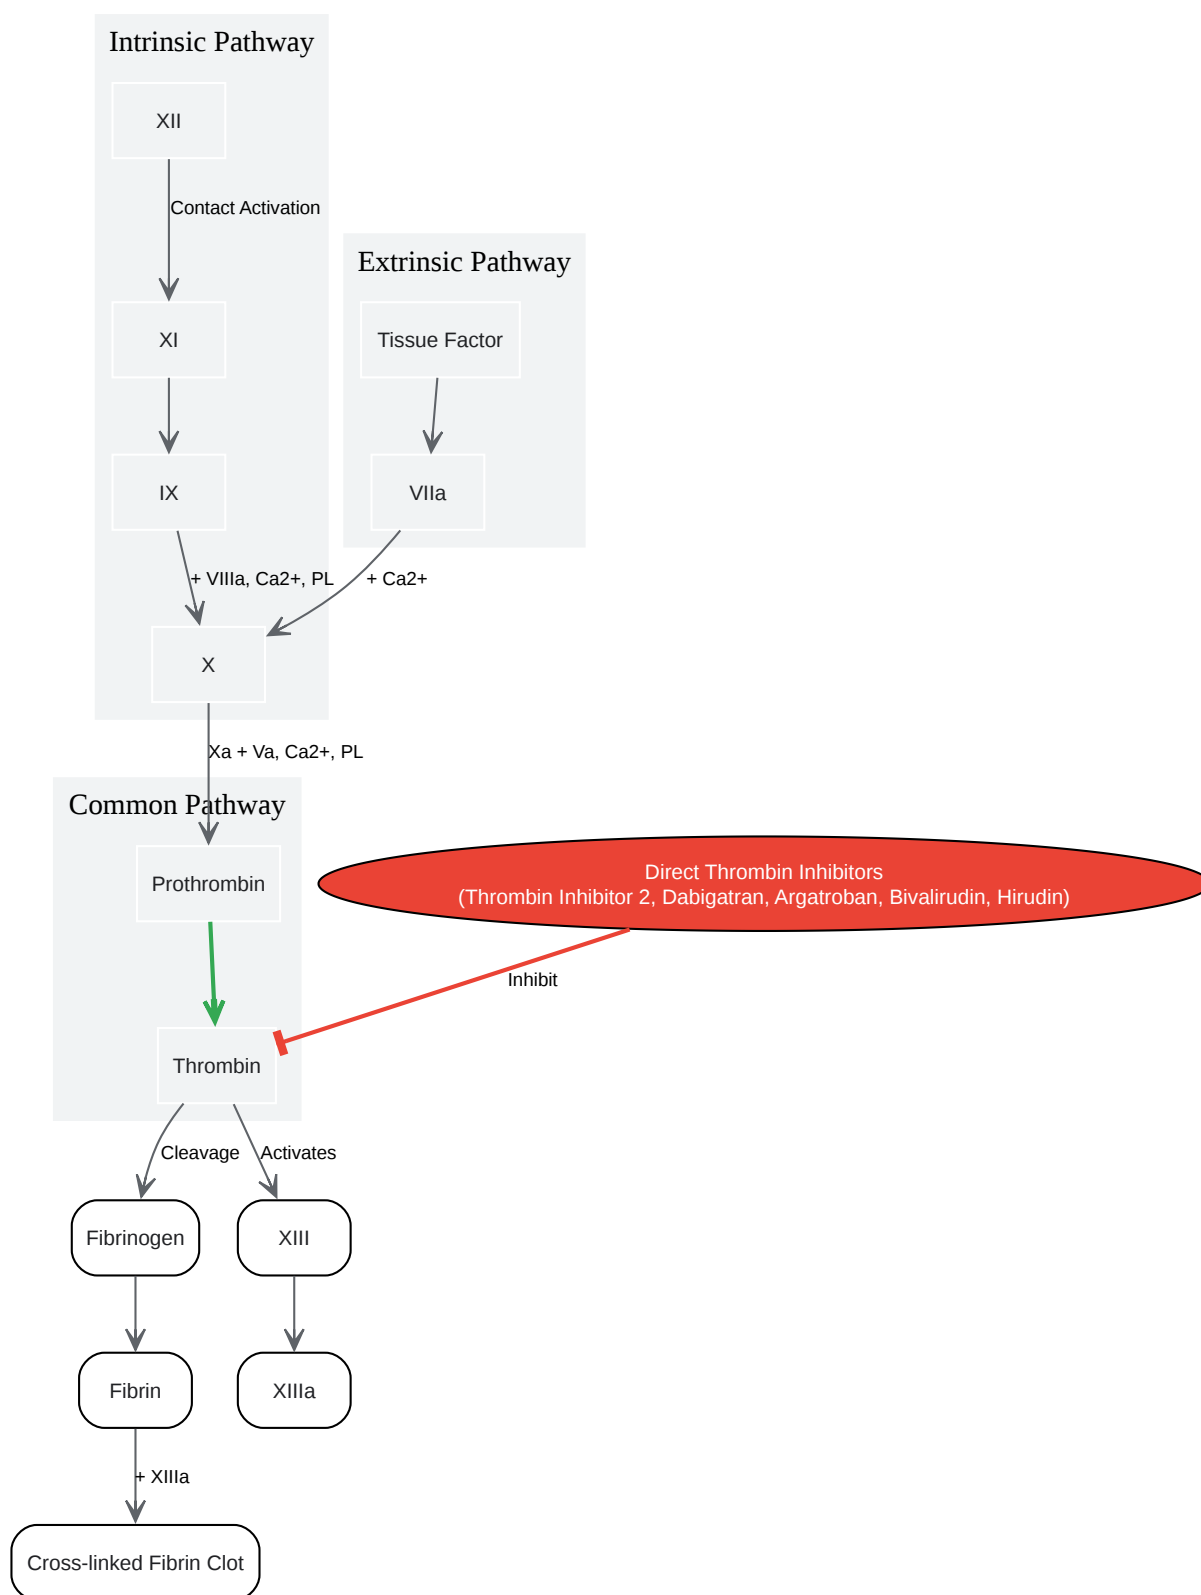 Intrinsic Pathway
XII
Contact Activation
Extrinsic Pathway
XI
Tissue Factor
IX
VIIa
+ VIIIa, Ca2+, PL
+ Ca2+
X
Xa + Va, Ca2+, PL
Common Pathway
Prothrombin
Direct Thrombin Inhibitors
(Thrombin Inhibitor 2, Dabigatran, Argatroban, Bivalirudin, Hirudin)
Inhibit
Thrombin
Cleavage
Activates
Fibrinogen
XIII
Fibrin
XIIIa
+ XIIIa
Cross-linked Fibrin Clot